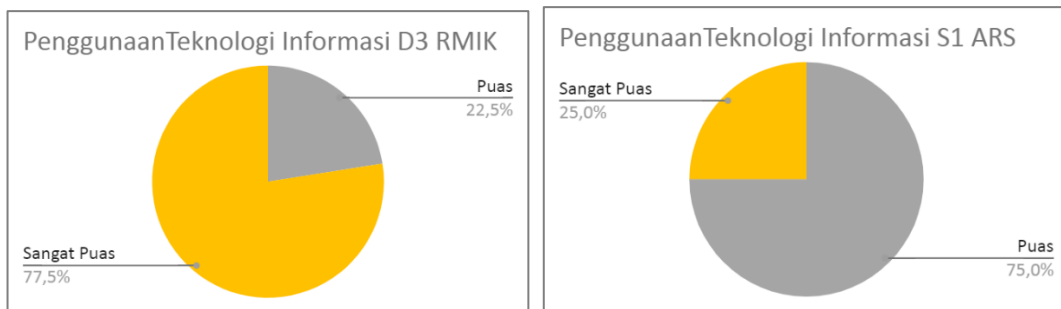 PenggunaanTeknologi Informasi D3 RMIK
Puas
22,5%
Sangat Puas
77,5%
PenggunaanTeknologi Informasi S1 ARS
Sangat Puas
25,0%
Puas
75,0%